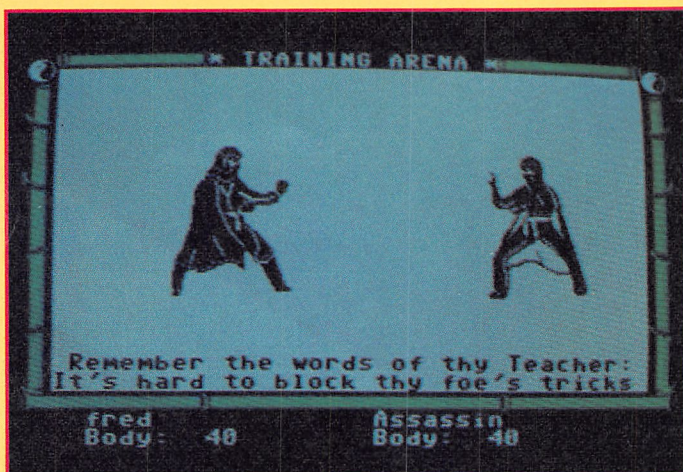 * TRAINING ARENA *
Remember the words of thy Teacher:
It's hard to block thy foe's tricks
fred Assassin
Body: 40 Body: 40